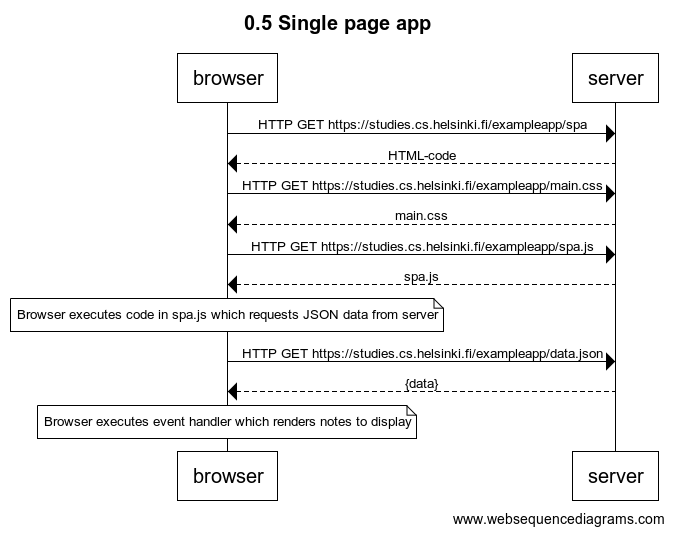 0.5 Single page app
browser
server
HTTP GET https://studies.cs.helsinki.fi/exampleapp/spa
HTML-code
HTTP GET https://studies.cs.helsinki.fi/exampleapp/main.css
main.css
HTTP GET https://studies.cs.helsinki.fi/exampleapp/spa.js
spa.js
Browser executes code in spa.js which requests JSON data from server
HTTP GET https://studies.cs.helsinki.fi/exampleapp/data.json
{data}
Browser executes event handler which renders notes to display
browser
server
www.websequencediagrams.com